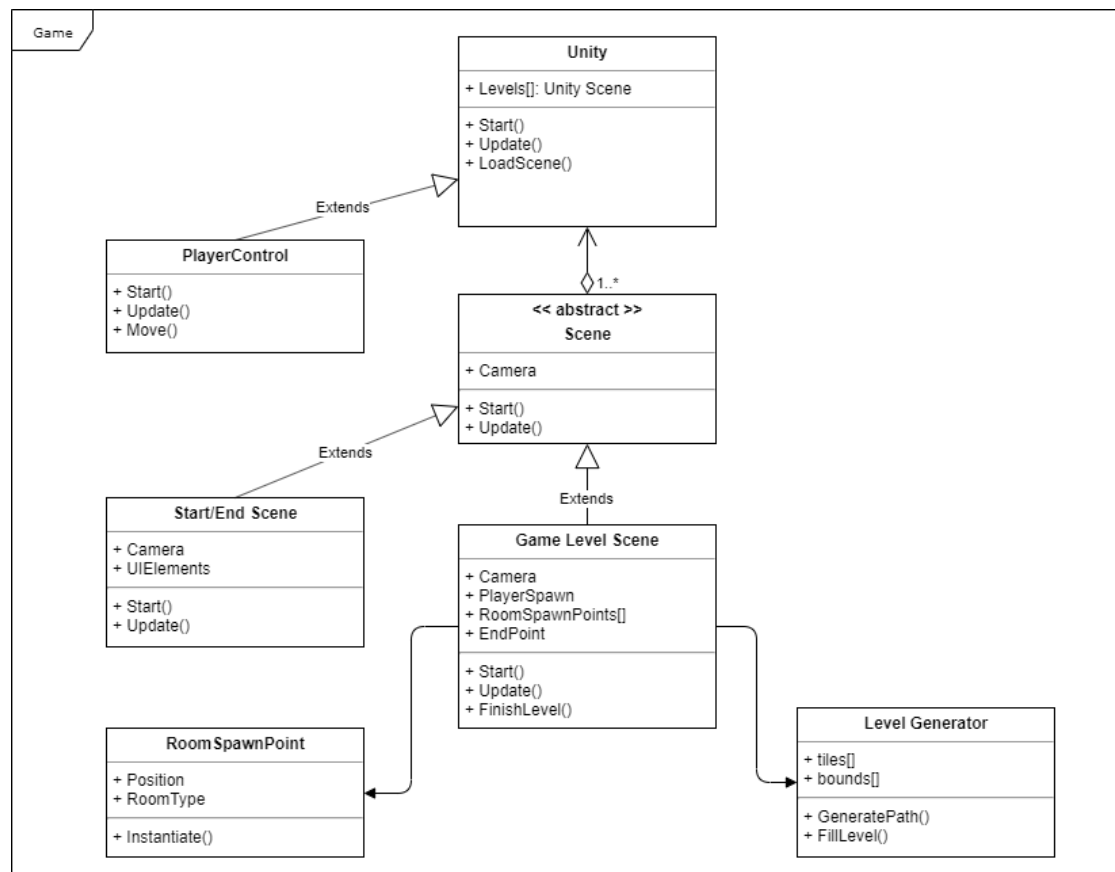 Game
Unity
+ Levels[]: Unity Scene
+ Start()
+ Update()
+ LoadScene()
Extends
PlayerControl
+ Start()
+ Update()
+ Move()
1..*
<< abstract >>
Scene
+ Camera
+ Start()
+ Update()
Extends
Extends
Start/End Scene
+ Camera
+ UIElements
+ Start()
+ Update()
Game Level Scene
+ Camera
+ PlayerSpawn
+ RoomSpawnPoints[]
+ EndPoint
+ Start()
+ Update()
+ FinishLevel()
RoomSpawnPoint
+ Position
+ RoomType
+ Instantiate()
Level Generator
+ tiles[]
+ bounds[]
+ GeneratePath()
+ FillLevel()